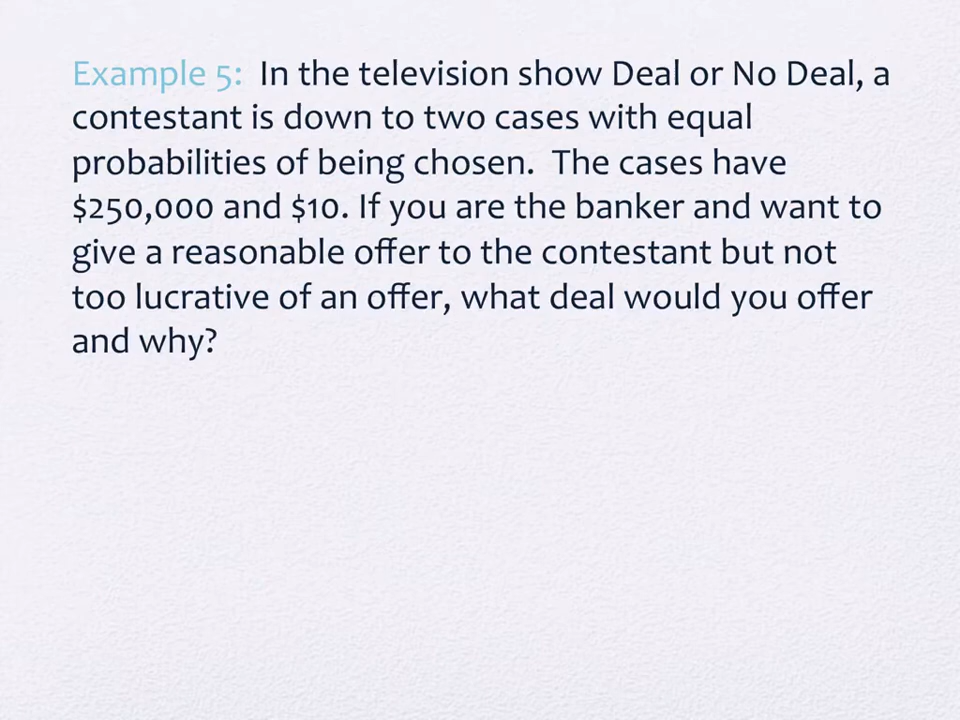 Example 5:  In the television show Deal or No Deal, a
contestant is down to two cases with equal
probabilities of being chosen.  The cases have
$250,000 and $10. If you are the banker and want to
give a reasonable offer to the contestant but not
too lucrative of an offer, what deal would you offer
and why?